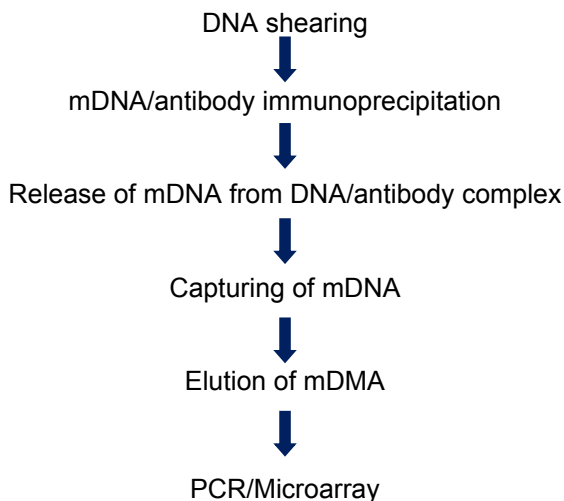 DNA shearing
mDNA/antibody immunoprecipitation
Release of mDNA from DNA/antibody complex
Capturing of mDNA
Elution of mDMA
PCR/Microarray